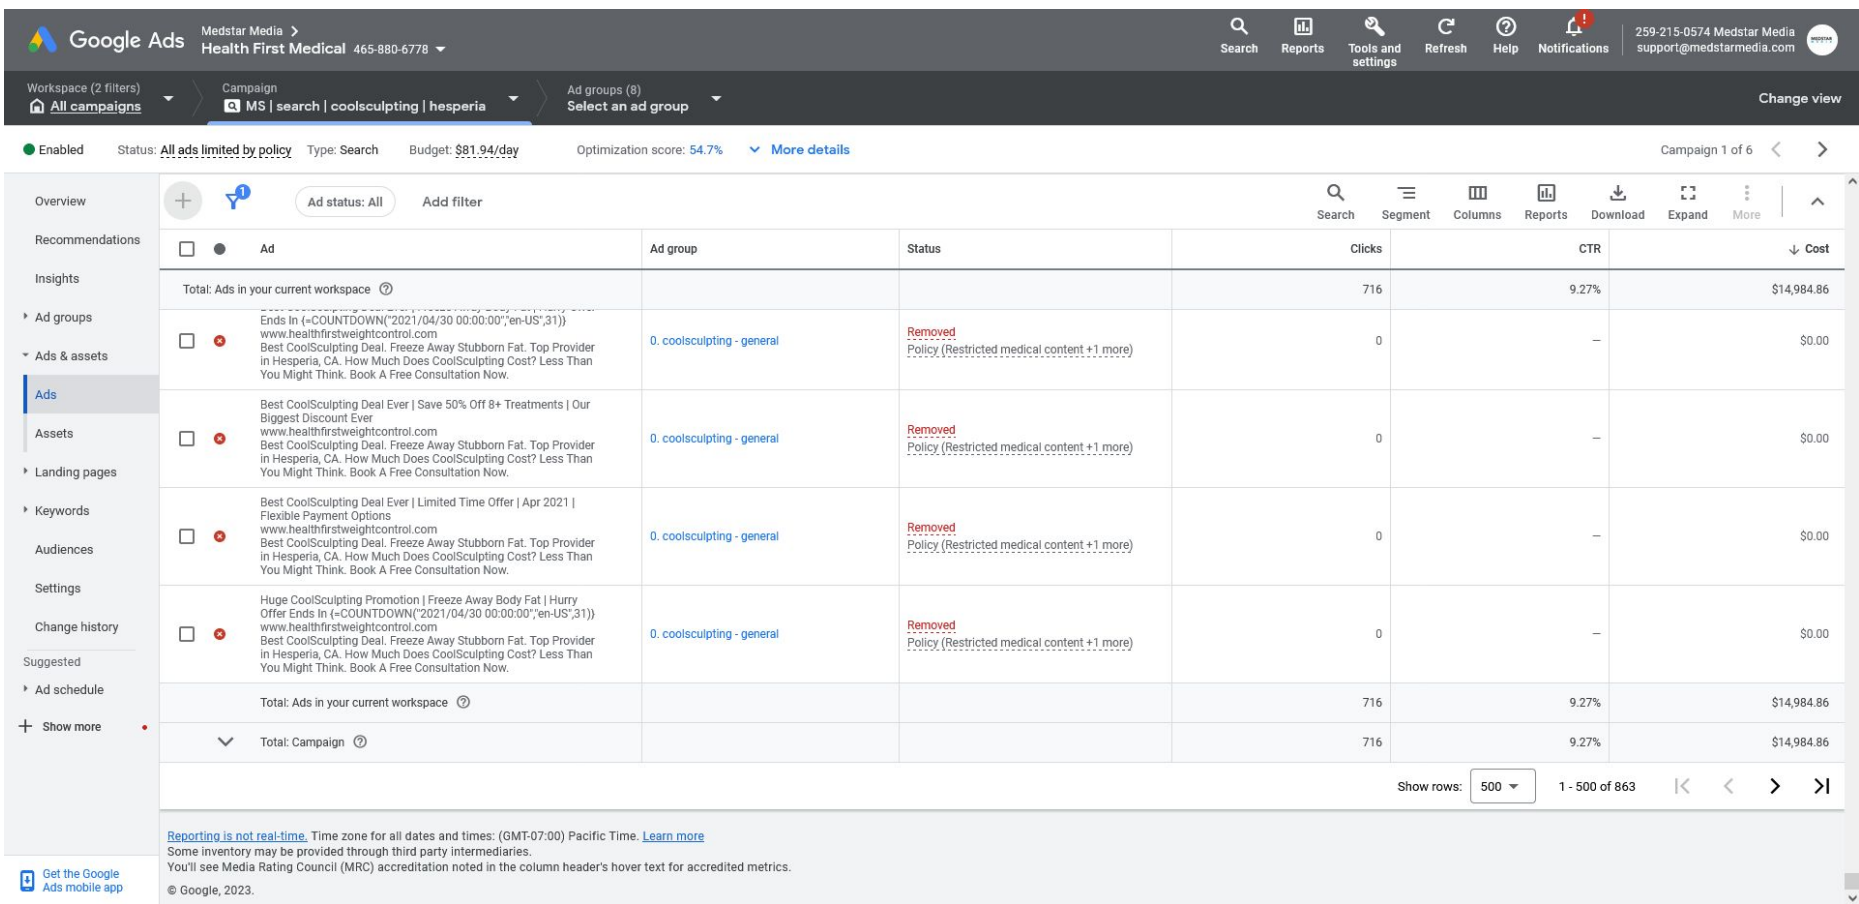 Google Ads
Medstar Media
Health First Medical 465-880-6778
Search
Reports
Tools and
settings
Refresh
Help
!
Notifications
259-215-0574 Medstar Media
support@medstarmedia.com
MEDSTAR
Workspace (2 filters)
All campaigns
Campaign
MS | search | coolsculpting | hesperia
Ad groups (8)
Select an ad group
Change view
Enabled
Status: All ads limited by policy Type: Search Budget: $81.94/day Optimization score: 54.7% More details
Campaign 1 of 6
Overview
Recommendations
Insights
Ad groups
Ads & assets
Ads
Assets
Landing pages
Keywords
Audiences
Settings
Change history
Suggested
Ad schedule
Show more
Get the Google
Ads mobile app
1
Ad status: All
Add filter
Search
Segment
Columns
Reports
Download
Expand
More
Ad Ad group Status Clicks CTR Cost
Total: Ads in your current workspace 716 9.27% $14,984.86
Ends In {=COUNTDOWN("2021/04/30 00:00:00","en-US",31)}
www.healthfirstweightcontrol.com
Best CoolSculpting Deal. Freeze Away Stubborn Fat. Top Provider
in Hesperia, CA. How Much Does CoolSculpting Cost? Less Than
You Might Think. Book A Free Consultation Now.
0. coolsculpting - general
Removed
Policy (Restricted medical content +1 more)
0 – $0.00
Best CoolSculpting Deal Ever | Save 50% Off 8+ Treatments | Our
Biggest Discount Ever
www.healthfirstweightcontrol.com
Best CoolSculpting Deal. Freeze Away Stubborn Fat. Top Provider
in Hesperia, CA. How Much Does CoolSculpting Cost? Less Than
You Might Think. Book A Free Consultation Now.
0. coolsculpting - general
Removed
Policy (Restricted medical content +1 more)
0 – $0.00
Best CoolSculpting Deal Ever | Limited Time Offer | Apr 2021 |
Flexible Payment Options
www.healthfirstweightcontrol.com
Best CoolSculpting Deal. Freeze Away Stubborn Fat. Top Provider
in Hesperia, CA. How Much Does CoolSculpting Cost? Less Than
You Might Think. Book A Free Consultation Now.
0. coolsculpting - general
Removed
Policy (Restricted medical content +1 more)
0 – $0.00
Huge CoolSculpting Promotion | Freeze Away Body Fat | Hurry
Offer Ends In {=COUNTDOWN("2021/04/30 00:00:00","en-US",31)}
www.healthfirstweightcontrol.com
Best CoolSculpting Deal. Freeze Away Stubborn Fat. Top Provider
in Hesperia, CA. How Much Does CoolSculpting Cost? Less Than
You Might Think. Book A Free Consultation Now.
0. coolsculpting - general
Removed
Policy (Restricted medical content +1 more)
0 – $0.00
Total: Ads in your current workspace 716 9.27% $14,984.86
Total: Campaign 716 9.27% $14,984.86
Show rows: 500 1 - 500 of 863
Reporting is not real-time. Time zone for all dates and times: (GMT-07:00) Pacific Time. Learn more
Some inventory may be provided through third party intermediaries.
You'll see Media Rating Council (MRC) accreditation noted in the column header's hover text for accredited metrics.
© Google, 2023.